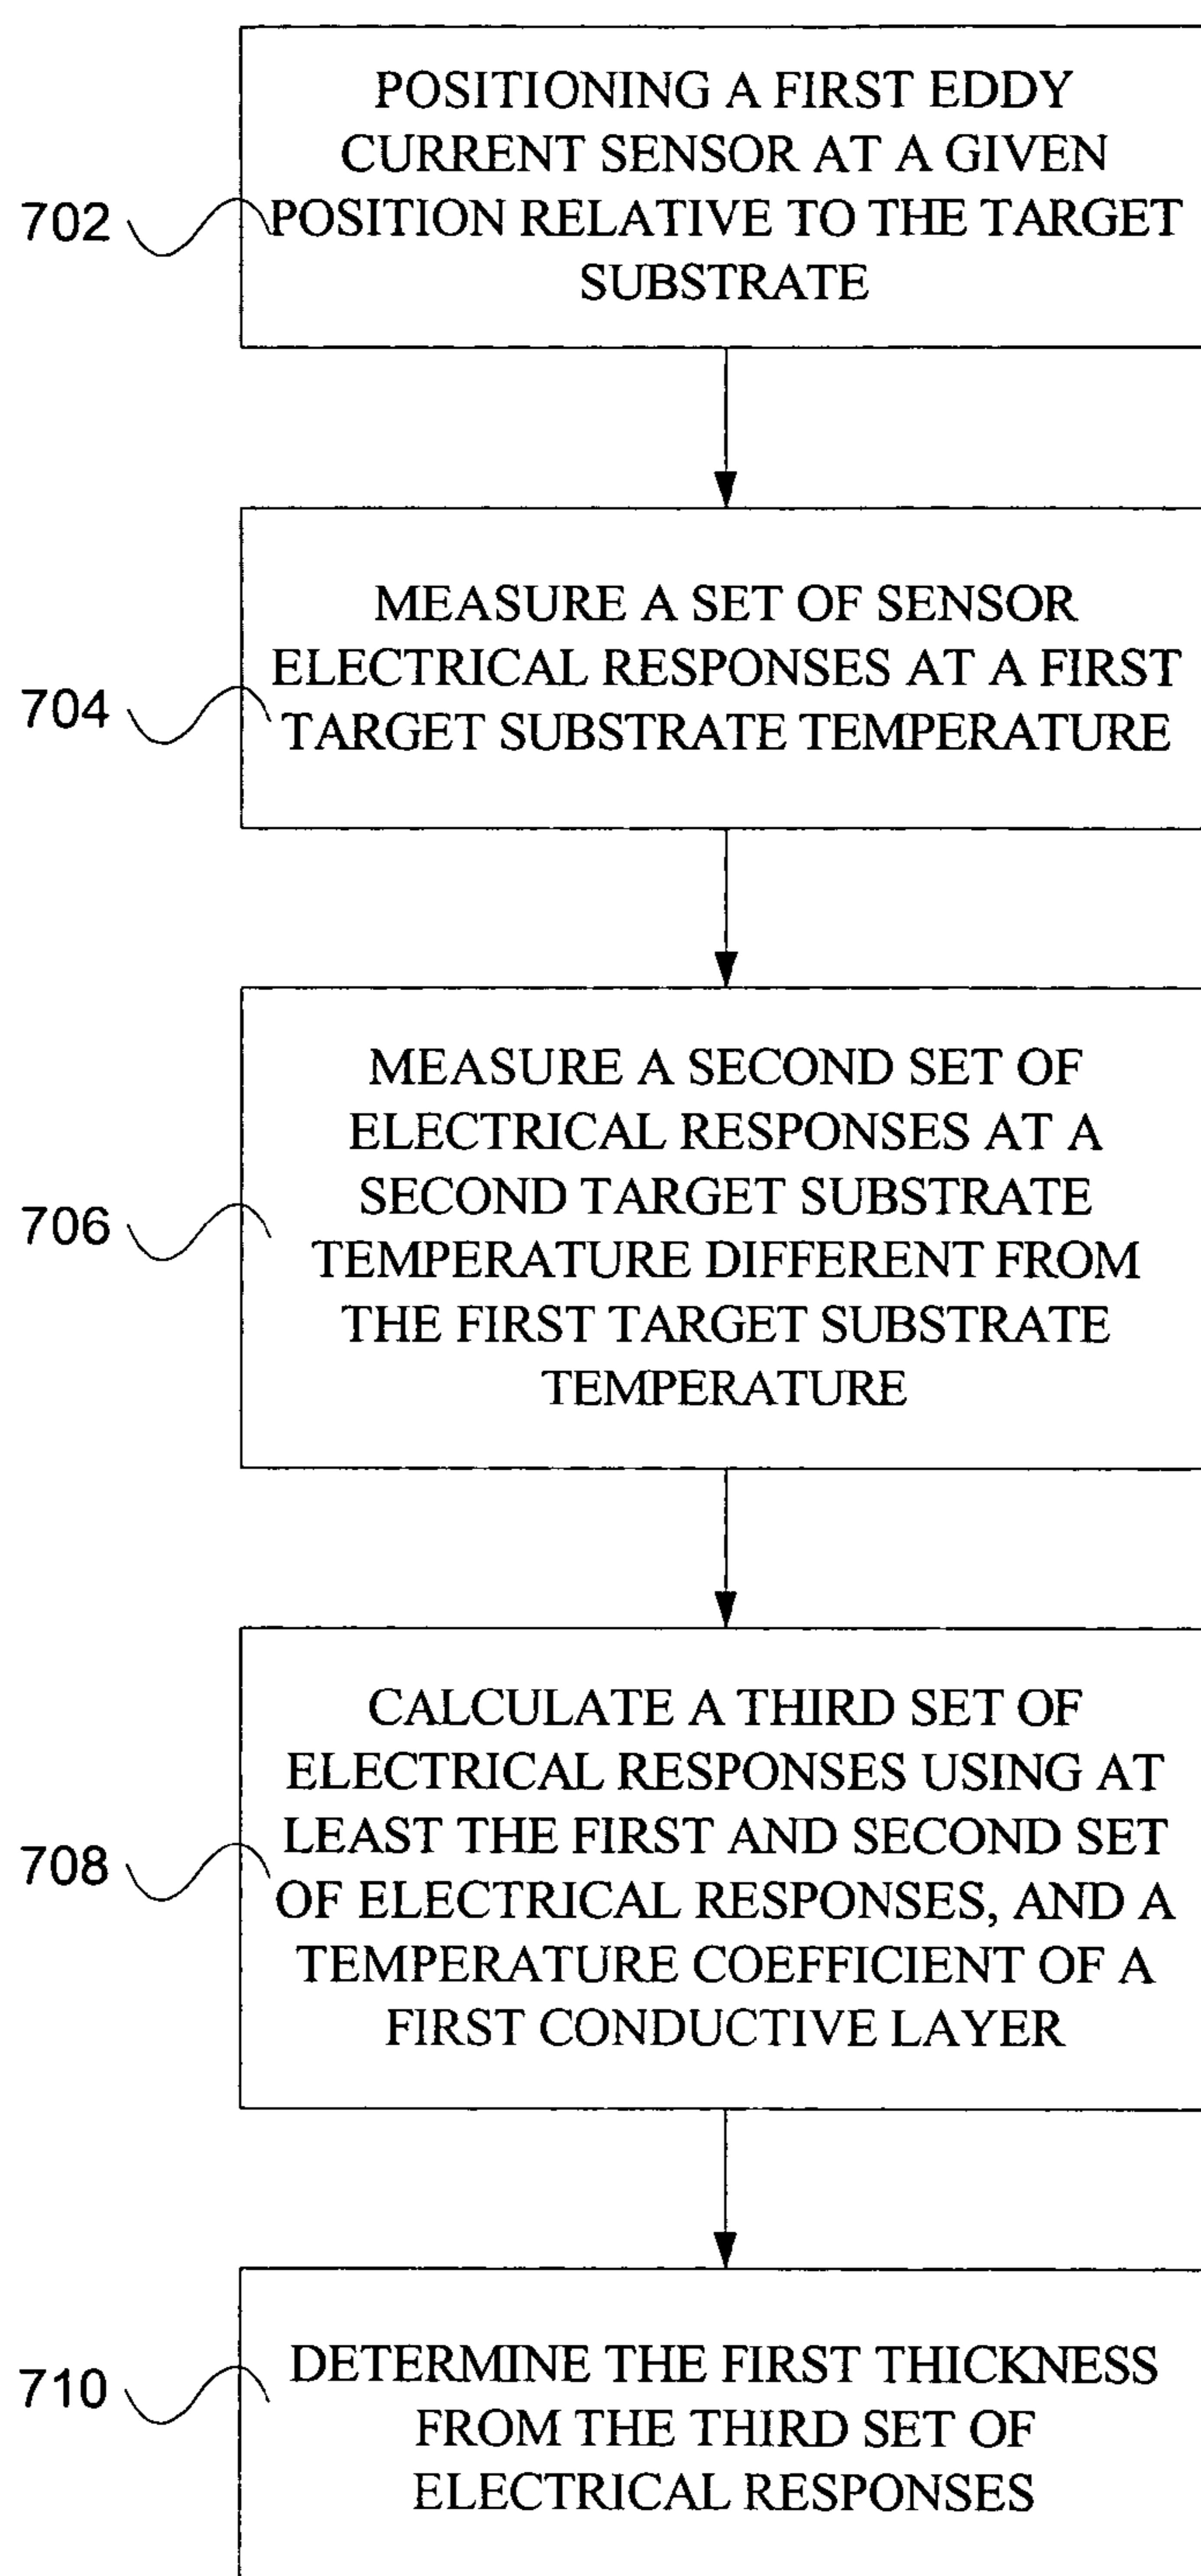 POSITIONING A FIRST EDDY
CURRENT SENSOR AT A GIVEN
702
POSITION RELATIVE TO THE TARGET
SUBSTRATE
MEASURE A SET OF SENSOR
ELECTRICAL RESPONSES AT A FIRST
704
TARGET SUBSTRATE TEMPERATURE
MEASURE A SECOND SET OF
ELECTRICAL RESPONSES AT A
SECOND TARGET SUBSTRATE
706
TEMPERATURE DIFFERENT FROM
THE FIRST TARGET SUBSTRATE
TEMPERATURE
CALCULATE A THIRD SET OF
ELECTRICAL RESPONSES USING AT
LEAST THE FIRST AND SECOND SET
708
OF ELECTRICAL RESPONSES, AND A
TEMPERATURE COEFFICIENT OF A
FIRST CONDUCTIVE LAYER
710
DETERMINE THE FIRST THICKNESS
FROM THE THIRD SET OF
ELECTRICAL RESPONSES